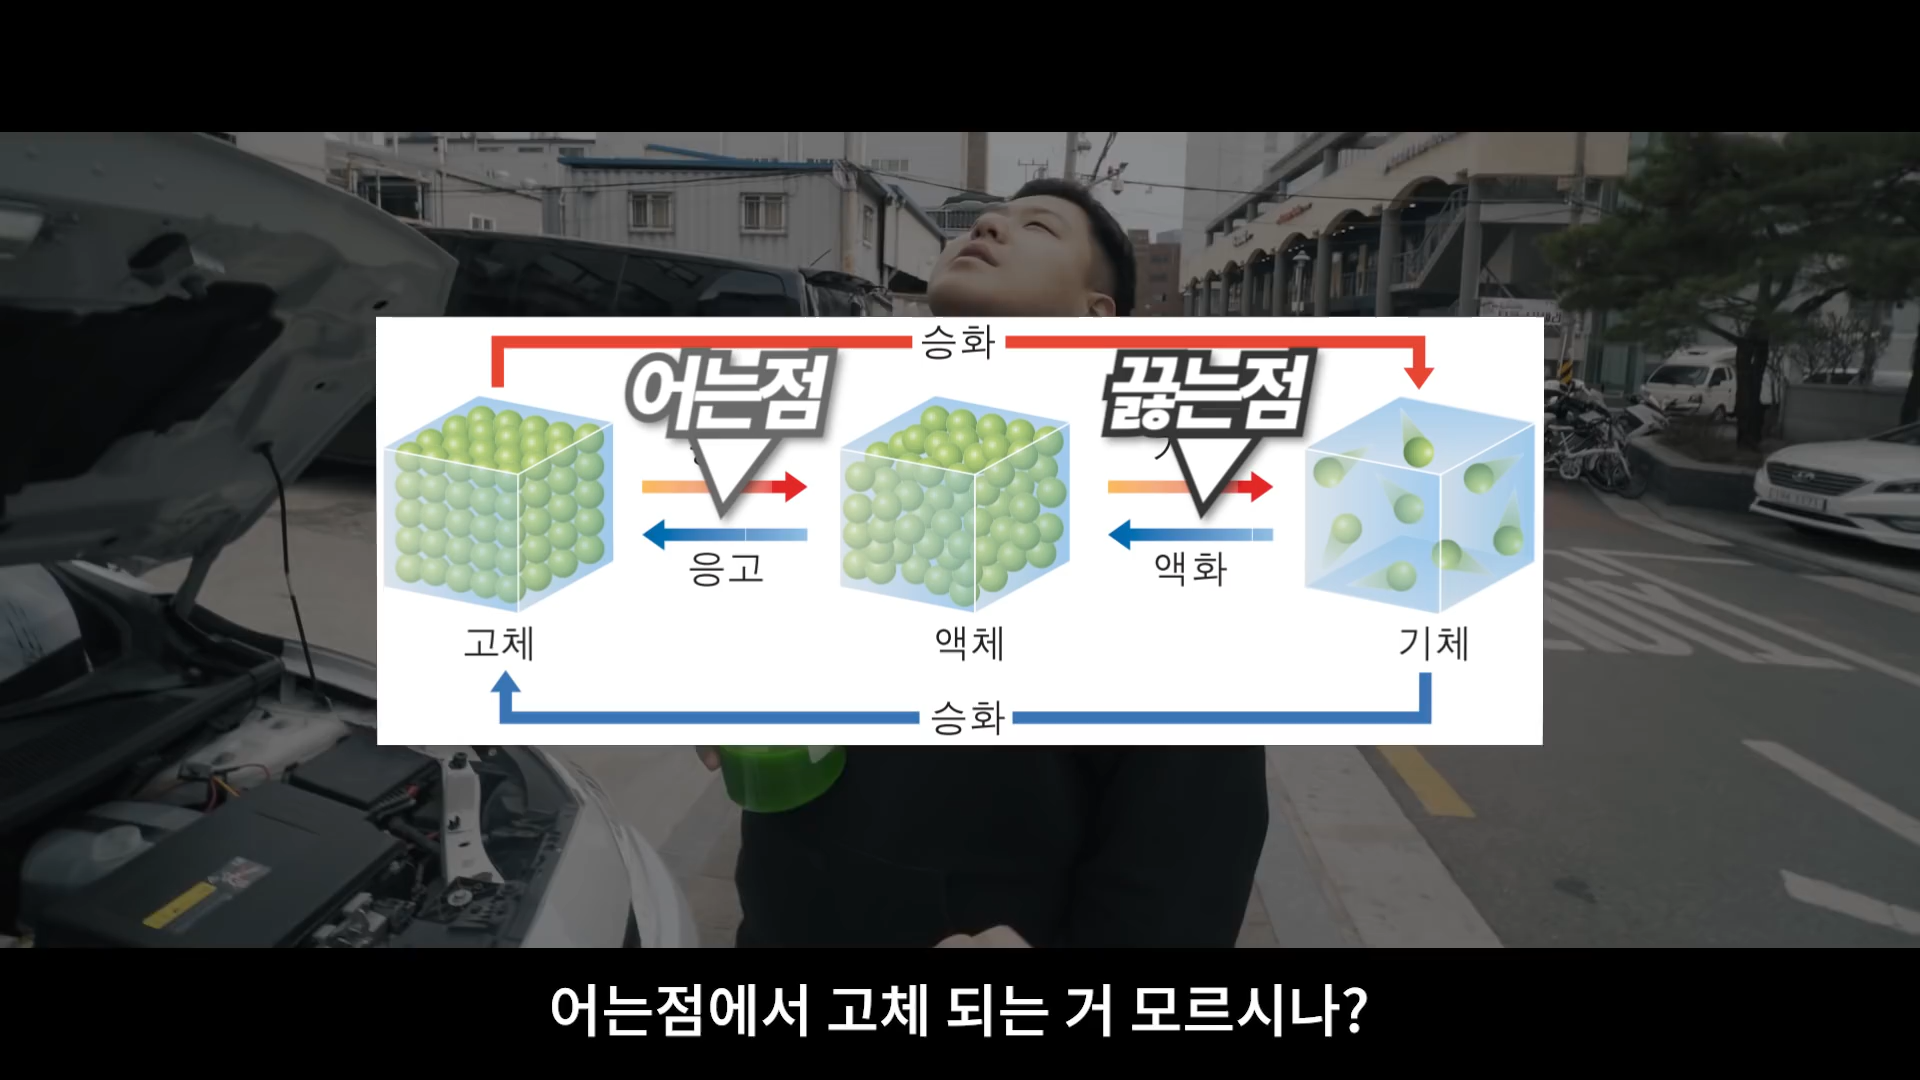 승화
어는점
끓는점
응고
액화
고체
액체
기체
승화
어는점에서 고체 되는 거 모르시나?